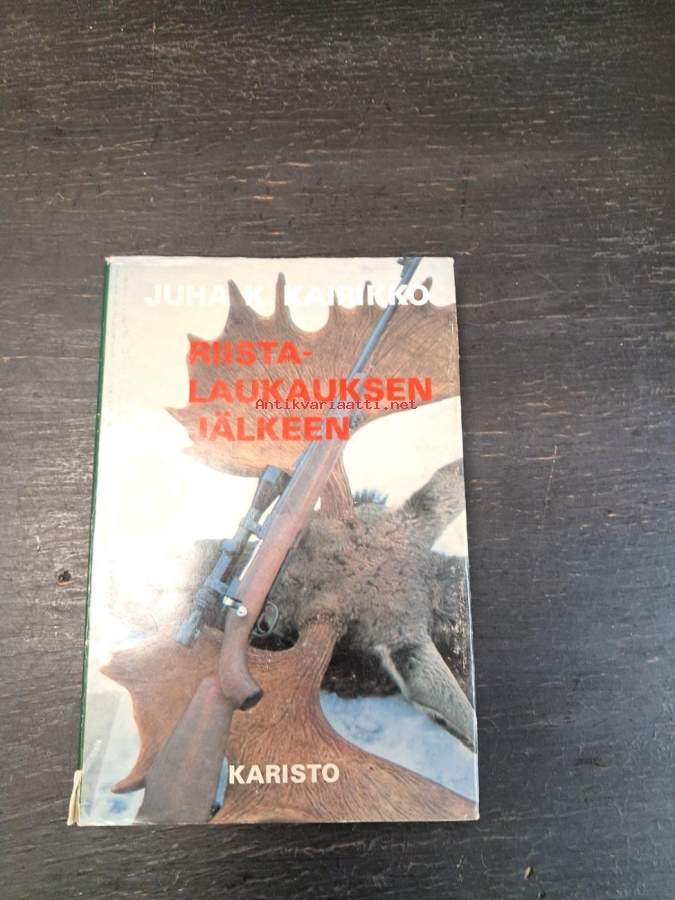 JUHA K. KAIRIKKO
RIISTA-
LAUKAUKSEN
Antikvariaatti.net
JÄLKEEN
KARISTO